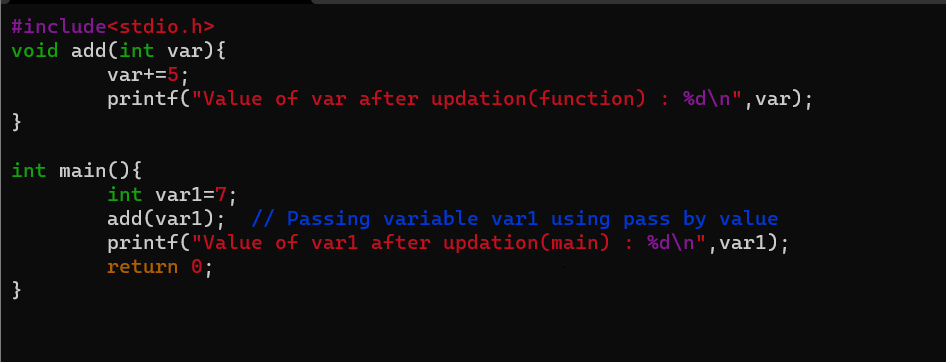 #include<stdio.h>
void add(int var){
        var+=5;
        printf("Value of var after updation(function) : %d\n",var);
}

int main(){
        int var1=7;
        add(var1);  // Passing variable var1 using pass by value
        printf("Value of var1 after updation(main) : %d\n",var1);
        return 0;
}